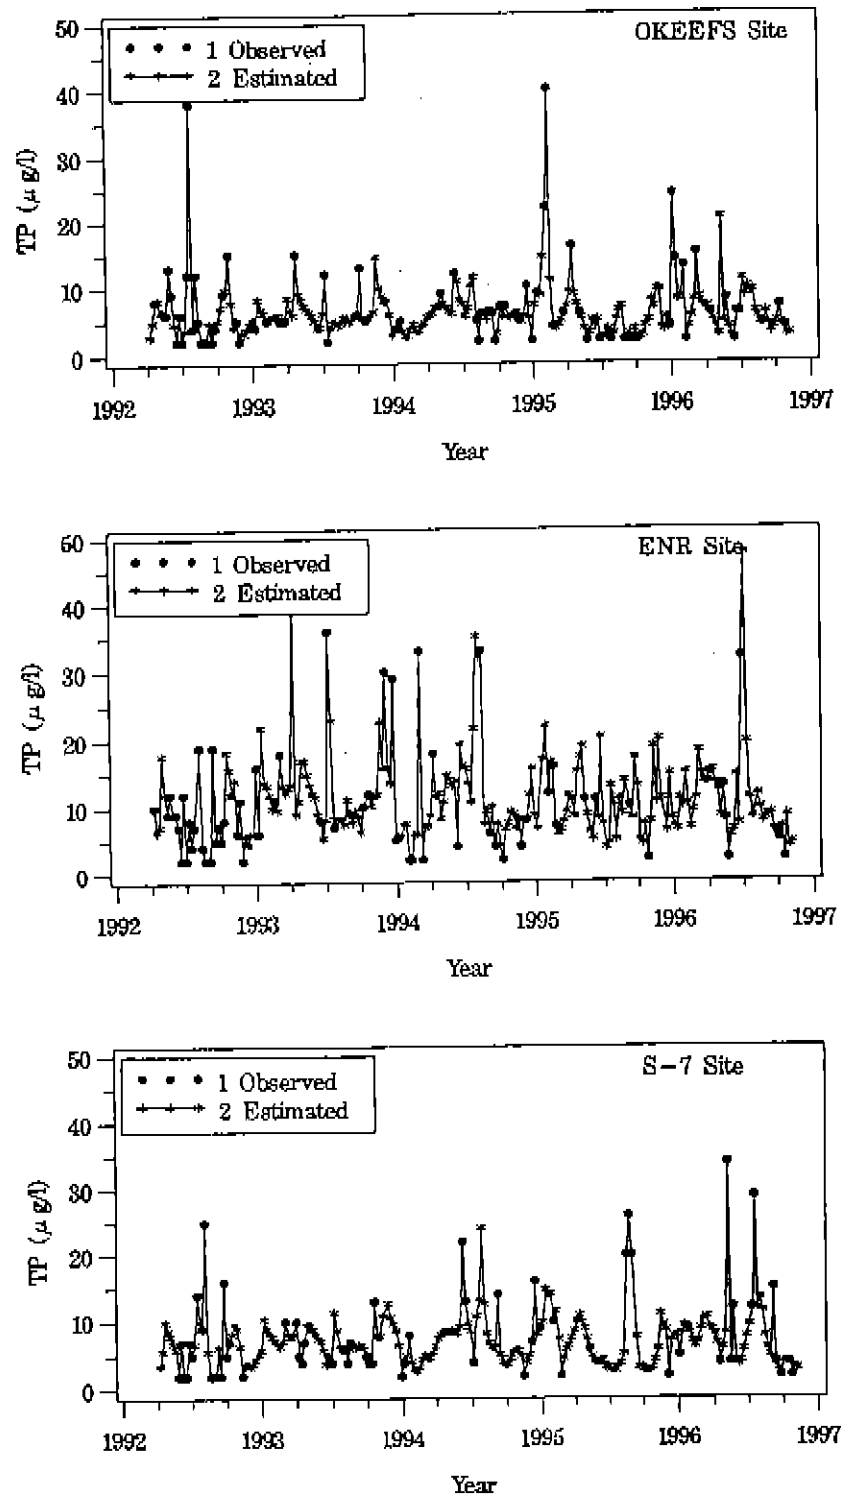 OKEEFS Site
1 Observed
2 Estimated
50
40
30
20
10
0
TP (μ g/l)
1992 1993 1994 1995 1996 1997
Year
ENR Site
1 Observed
2 Estimated
50
40
30
20
10
0
TP (μ g/l)
1992 1993 1994 1995 1996 1997
Year
S-7 Site
1 Observed
2 Estimated
50
40
30
20
10
0
TP (μ g/l)
1992 1993 1994 1995 1996 1997
Year